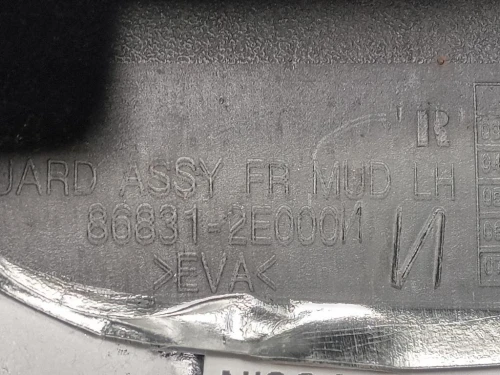 R
UARD ASSY FR MUD LH
86831-2E000И
И
>EVA<